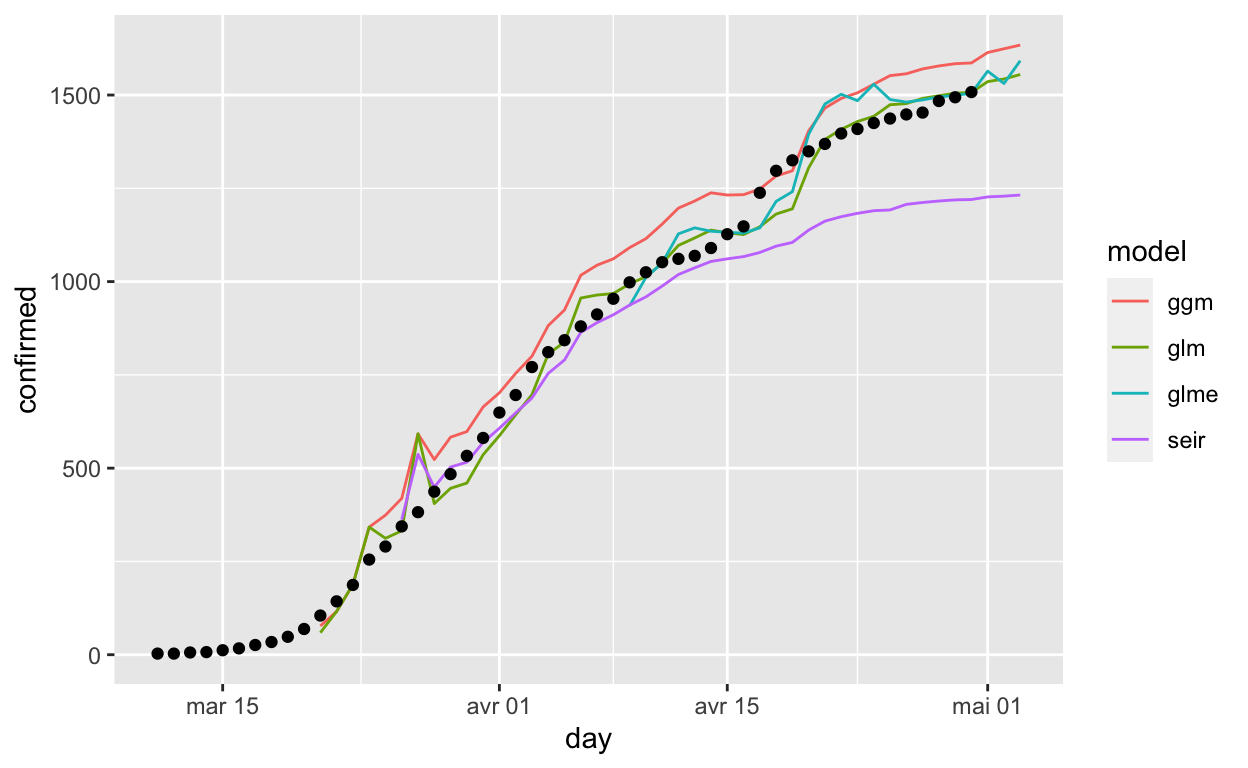 confirmed
1500
1000
500
0
mar 15
avr 01
avr 15
mai 01
day
model
ggm
glm
glme
seir